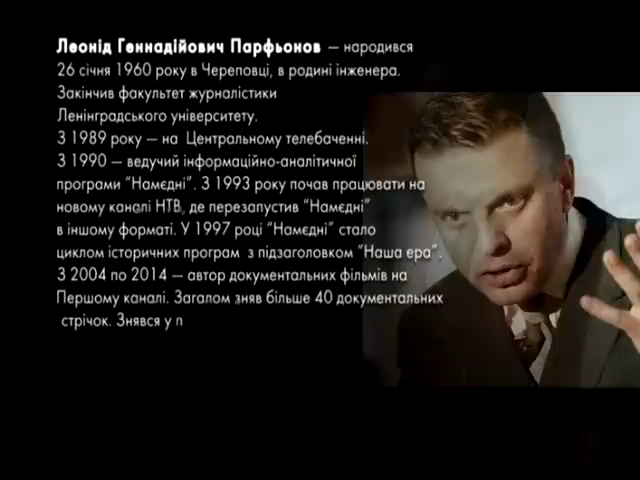 Леонід Геннадійович Парфьонов — народився
26 січня 1960 року в Череповці, в родині інженера.
Закінчив факультет журналістики
Ленінградського університету.
З 1989 року — на Центральному телебаченні.
З 1990 — ведучий інформаційно-аналітичної
програми "Намєдні". З 1993 року почав працювати на
новому каналі НТВ, де перезапустив "Намєдні"
в іншому форматі. У 1997 році "Намєдні" стало
циклом історичних програм з підзаголовком "Наша ера".
З 2004 по 2014 — автор документальних фільмів на
Першому каналі. Загалом зняв більше 40 документальних
стрічок. Знявся у п